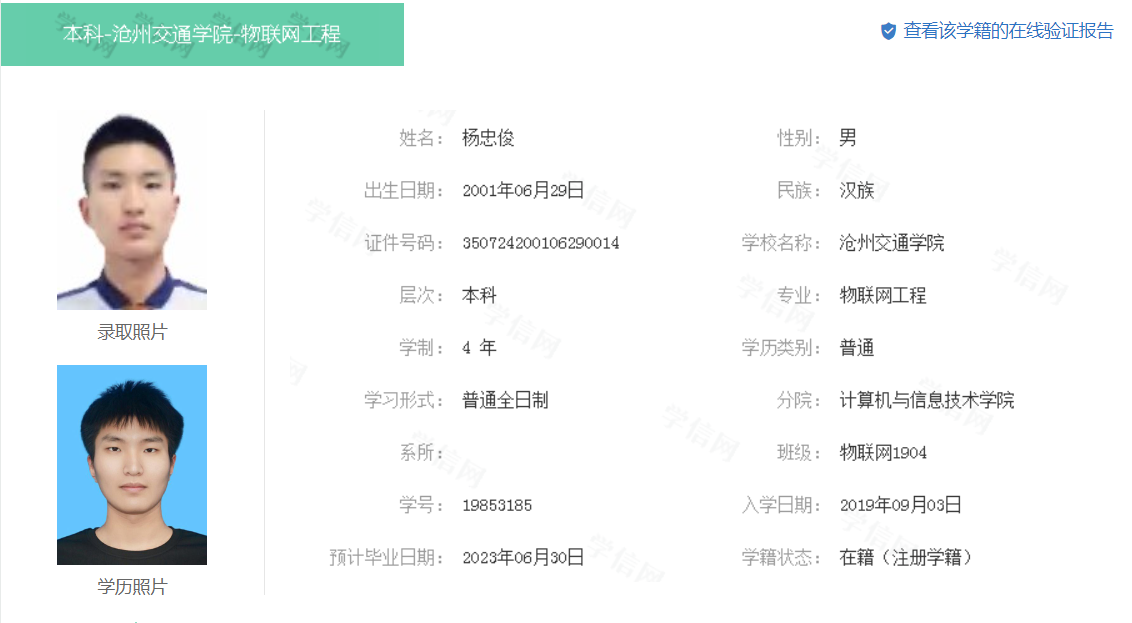 本科-沧州交通学院-物联网工程
查看该学籍的在线验证报告
姓名： 杨忠俊 性别： 男
出生日期： 2001年06月29日 民族： 汉族
证件号码： 350724200106290014 学校名称： 沧州交通学院
层次： 本科 专业： 物联网工程
录取照片
学制： 4 年 学历类别： 普通
学习形式： 普通全日制 分院： 计算机与信息技术学院
系所： 班级： 物联网1904
学号： 19853185 入学日期： 2019年09月03日
预计毕业日期： 2023年06月30日 学籍状态： 在籍（注册学籍）
学历照片
学信网